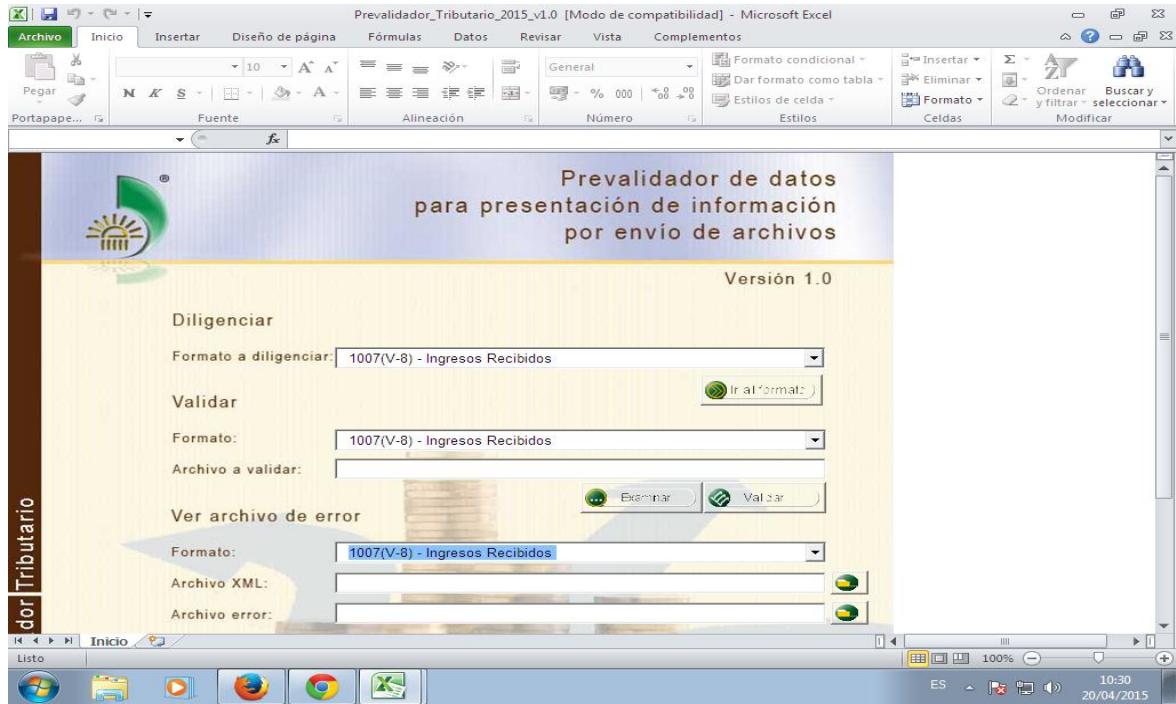 Prevalidador_Tributario_2015_v1.0 [Modo de compatibilidad] - Microsoft Excel
Archivo Inicio Insertar Diseño de página Fórmulas Datos Revisar Vista Complementos
Pegar
N K S
10
A A
A
General
% 000
Formato condicional
Dar formato como tabla
Estilos de celda
Insertar
Eliminar
Formato
Σ
Ordenar y filtrar
Buscar y seleccionar
Portapape... Fuente Alineación Número Estilos Celdas Modificar
fx
®
Prevalidador de datos
para presentación de información
por envío de archivos
Versión 1.0
Diligenciar
Formato a diligenciar: 1007(V-8) - Ingresos Recibidos
Ir al formato
Validar
Formato: 1007(V-8) - Ingresos Recibidos
Archivo a validar:
Examinar Validar
Ver archivo de error
Formato: 1007(V-8) - Ingresos Recibidos
Archivo XML:
Archivo error:
dor Tributario
Inicio
Listo
100%
ES
10:30
20/04/2015